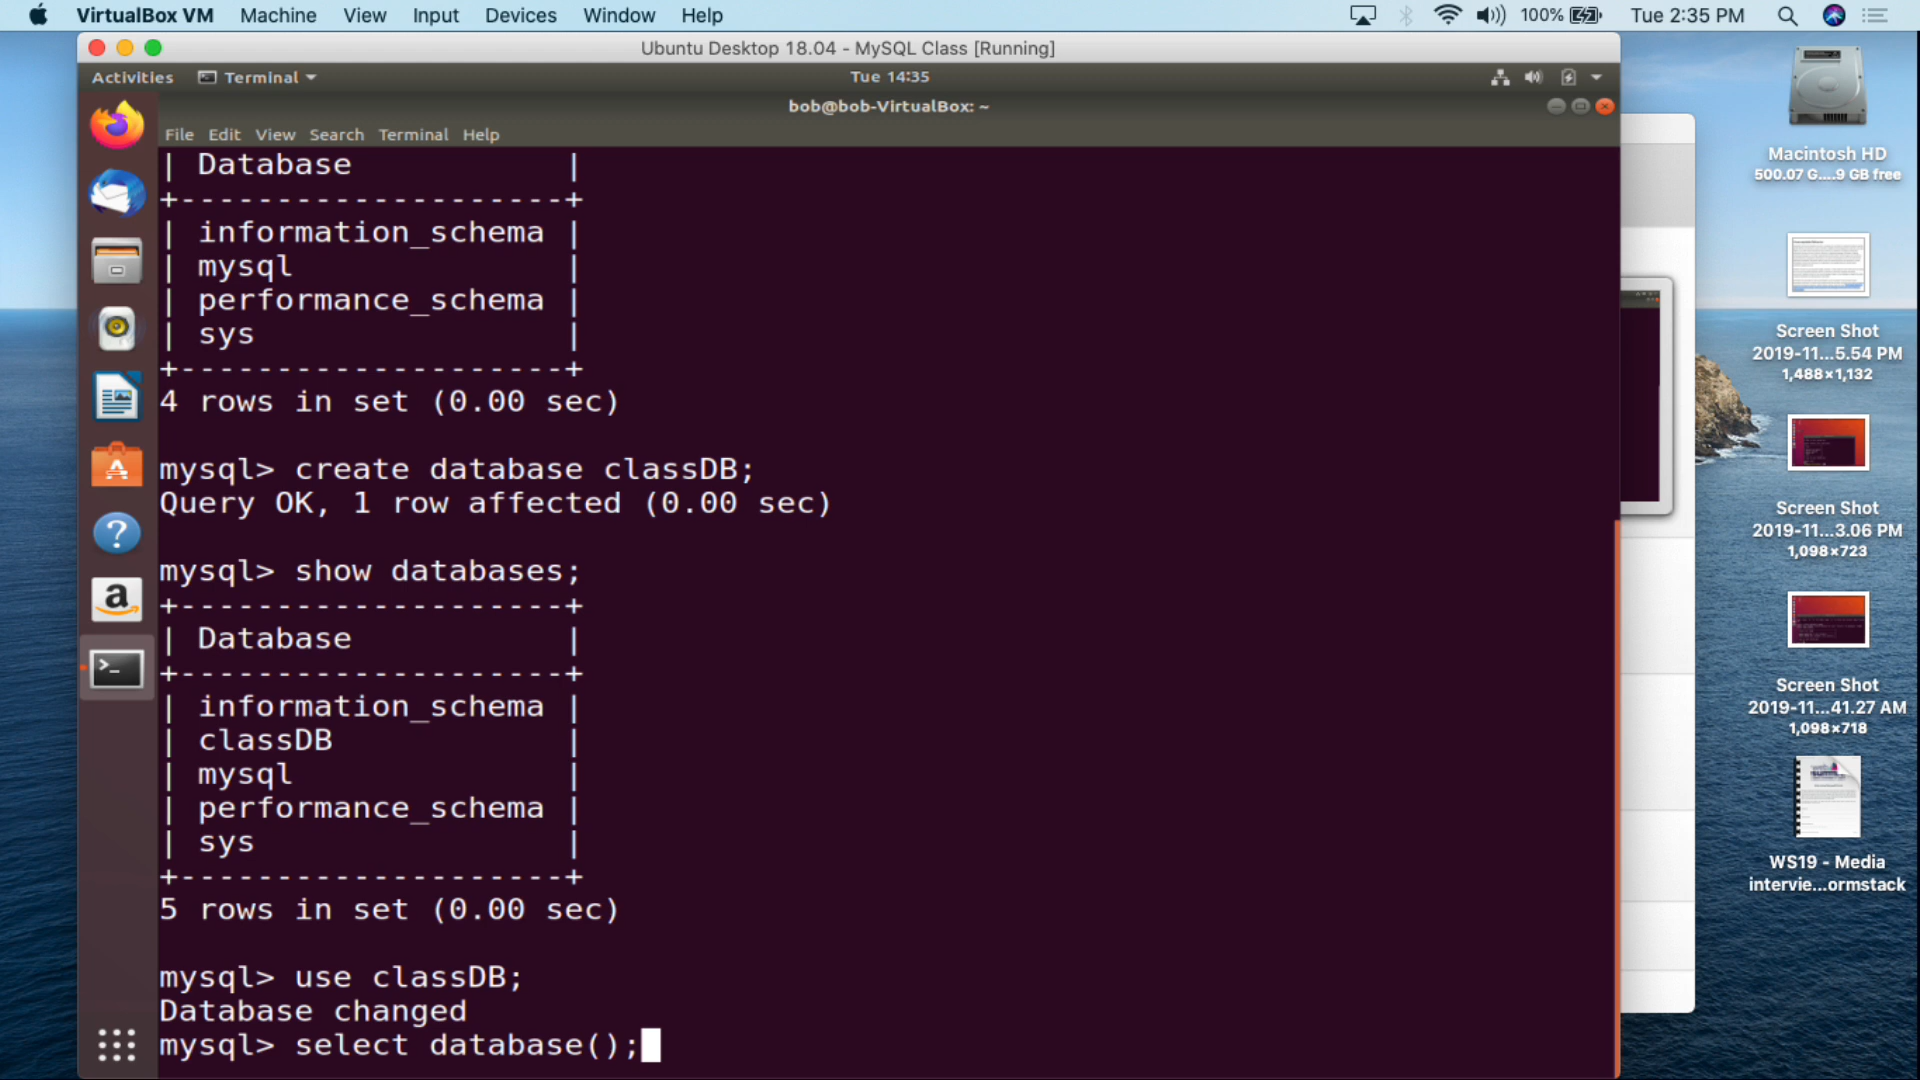 VirtualBox VM Machine View Input Devices Window Help 100% Tue 2:35 PM
Ubuntu Desktop 18.04 - MySQL Class [Running]
Activities Terminal Tue 14:35
bob@bob-VirtualBox: ~
File Edit View Search Terminal Help
| Database |
+--------------------+
| information_schema |
| mysql |
| performance_schema |
| sys |
+--------------------+
4 rows in set (0.00 sec)
mysql> create database classDB;
Query OK, 1 row affected (0.00 sec)
mysql> show databases;
+--------------------+
| Database |
+--------------------+
| information_schema |
| classDB |
| mysql |
| performance_schema |
| sys |
+--------------------+
5 rows in set (0.00 sec)
mysql> use classDB;
Database changed
mysql> select database();
Macintosh HD
500.07 G....9 GB free
Screen Shot
2019-11...5.54 PM
1,488×1,132
Screen Shot
2019-11...3.06 PM
1,098×723
Screen Shot
2019-11...41.27 AM
1,098×718
WS19 - Media
intervie...ormstack